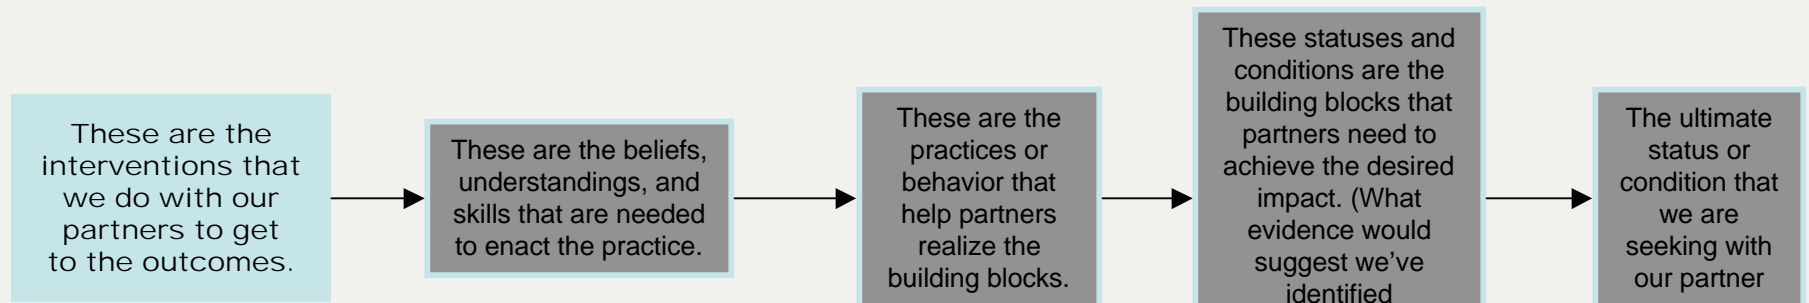 These are the
interventions that
we do with our
partners to get
to the outcomes.
These are the beliefs,
understandings, and
skills that are needed
to enact the practice.
These are the
practices or
behavior that
help partners
realize the
building blocks.
These statuses and
conditions are the
building blocks that
partners need to
achieve the desired
impact. (What
evidence would
suggest we've
identified
The ultimate
status or
condition that
we are
seeking with
our partner